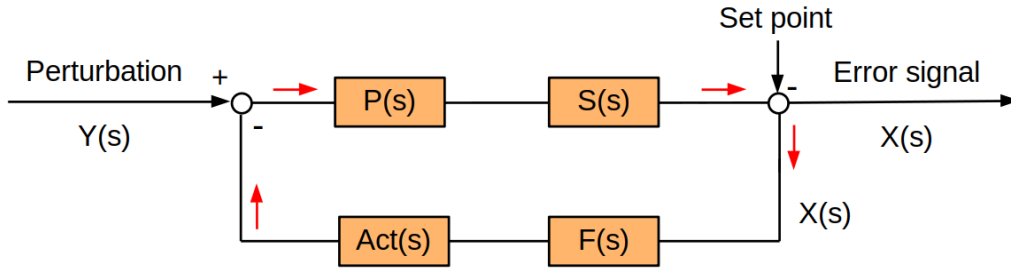 Set point
Perturbation
+
P(s)
S(s)
-
Error signal
Y(s)
-
X(s)
Act(s)
F(s)
X(s)